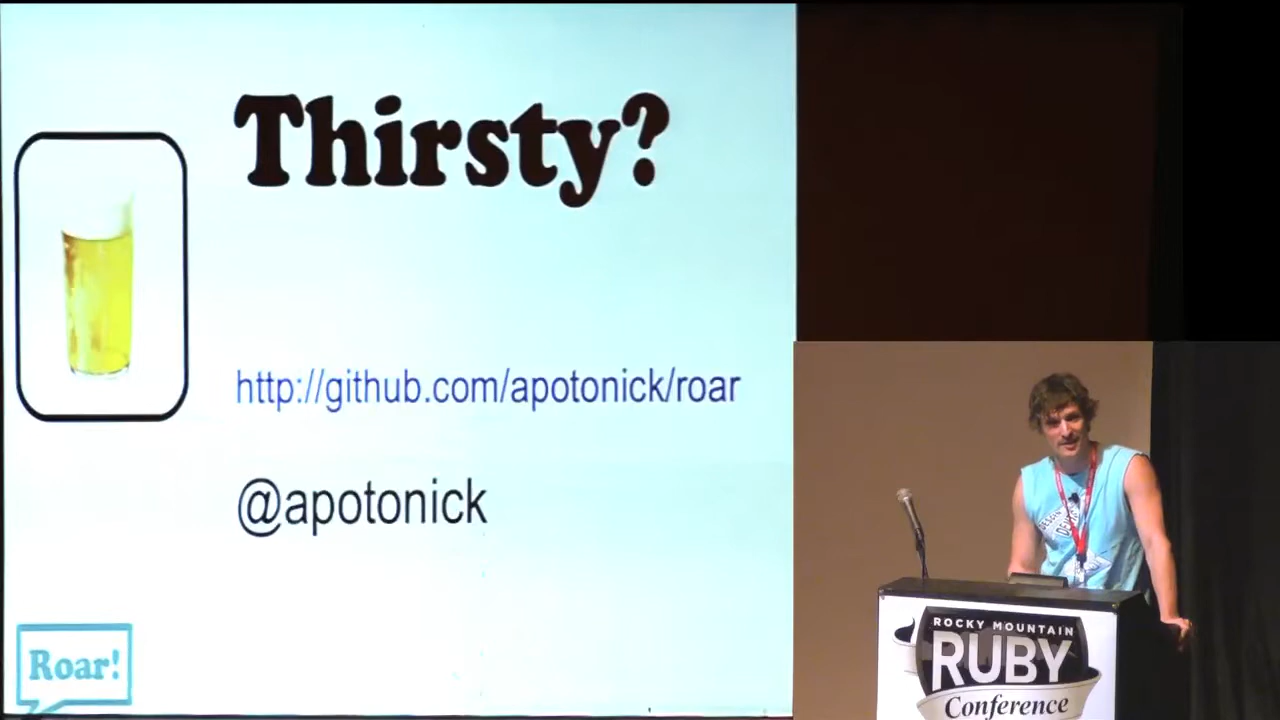 Thirsty?
http://github.com/apotonick/roar
@apotonick
Roar!
ROCKY MOUNTAIN
RUBY
Conference